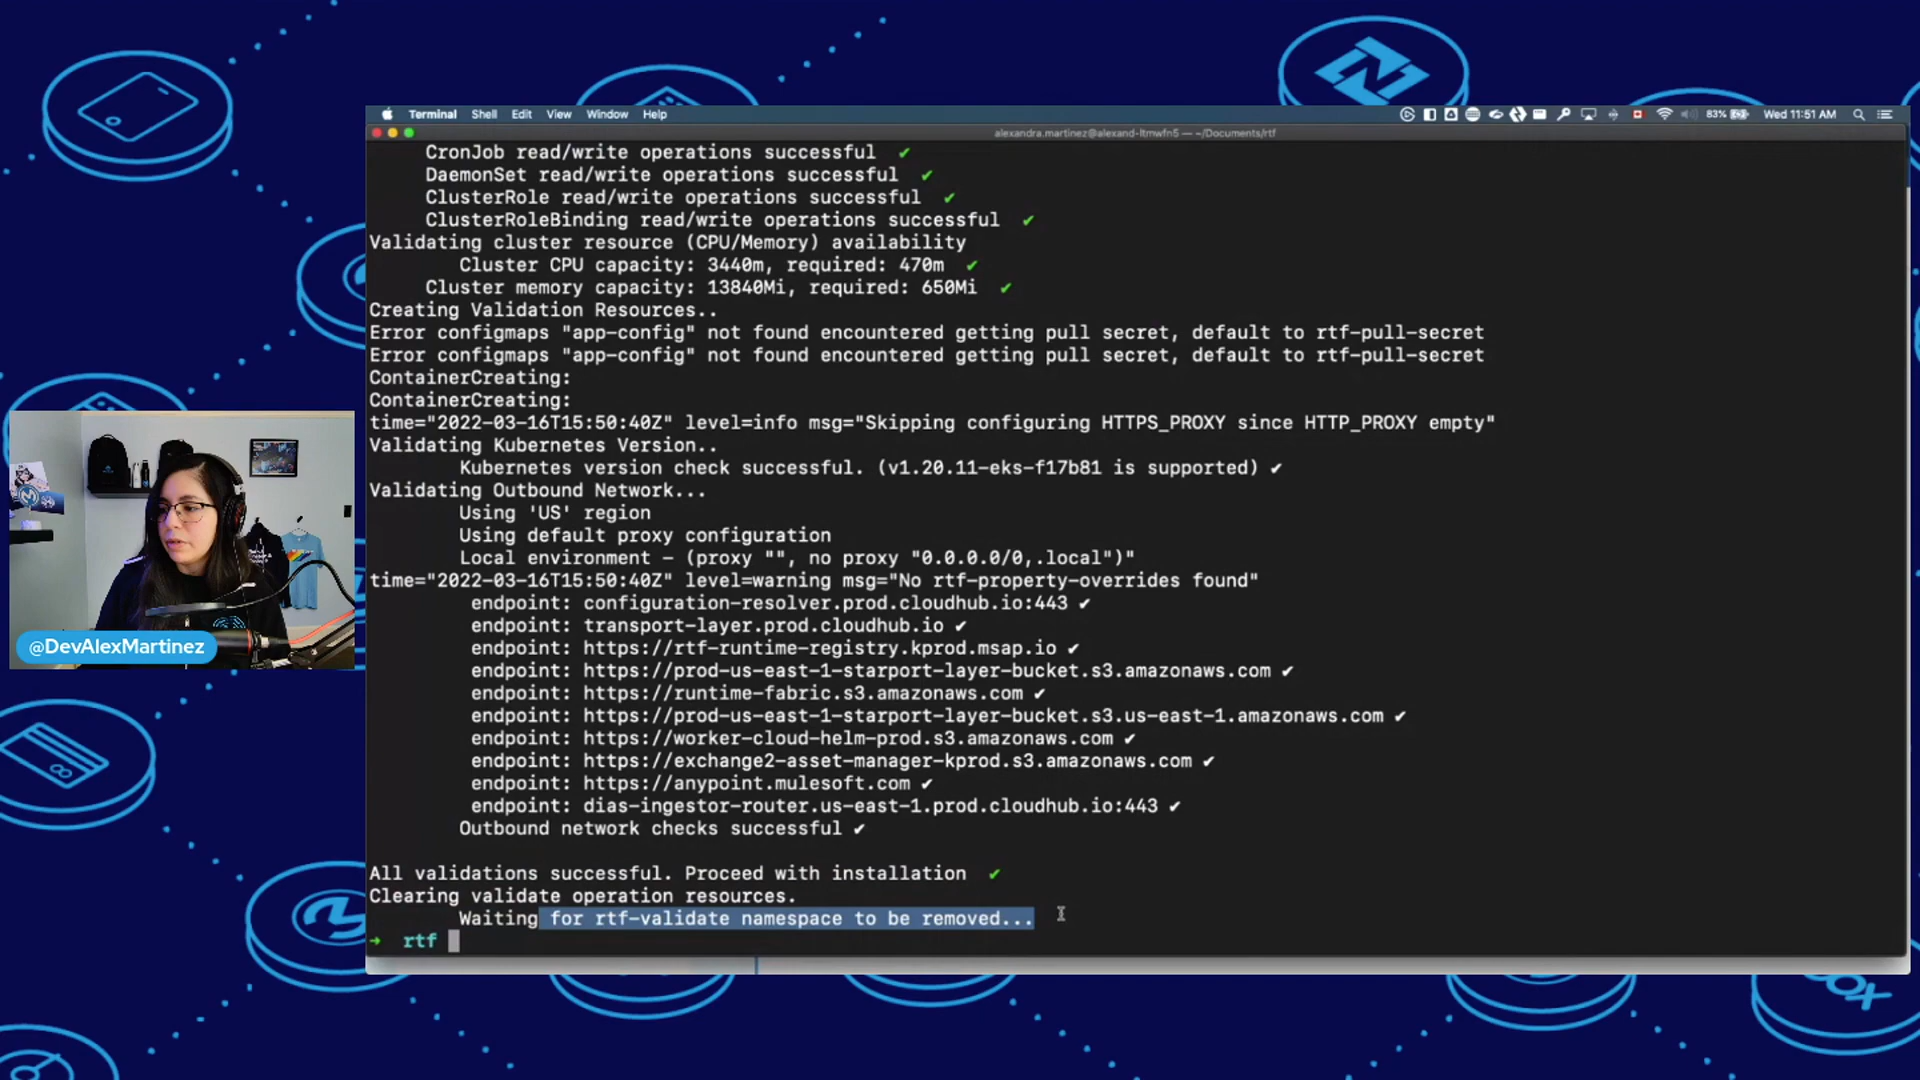 Terminal Shell Edit View Window Help 83% Wed 11:51 AM
alexandra.martinez@alexand-ltmwfn5 — ~/Documents/rtf
CronJob read/write operations successful ✔
DaemonSet read/write operations successful ✔
ClusterRole read/write operations successful ✔
ClusterRoleBinding read/write operations successful ✔
Validating cluster resource (CPU/Memory) availability
Cluster CPU capacity: 3440m, required: 470m ✔
Cluster memory capacity: 13840Mi, required: 650Mi ✔
Creating Validation Resources..
Error configmaps "app-config" not found encountered getting pull secret, default to rtf-pull-secret
Error configmaps "app-config" not found encountered getting pull secret, default to rtf-pull-secret
ContainerCreating:
ContainerCreating:
time="2022-03-16T15:50:40Z" level=info msg="Skipping configuring HTTPS_PROXY since HTTP_PROXY empty"
Validating Kubernetes Version..
Kubernetes version check successful. (v1.20.11-eks-f17b81 is supported) ✔
Validating Outbound Network...
Using 'US' region
Using default proxy configuration
Local environment - (proxy "", no proxy "0.0.0.0/0,.local")"
time="2022-03-16T15:50:40Z" level=warning msg="No rtf-property-overrides found"
endpoint: configuration-resolver.prod.cloudhub.io:443 ✔
endpoint: transport-layer.prod.cloudhub.io ✔
endpoint: https://rtf-runtime-registry.kprod.msap.io ✔
endpoint: https://prod-us-east-1-starport-layer-bucket.s3.amazonaws.com ✔
endpoint: https://runtime-fabric.s3.amazonaws.com ✔
endpoint: https://prod-us-east-1-starport-layer-bucket.s3.us-east-1.amazonaws.com ✔
endpoint: https://worker-cloud-helm-prod.s3.amazonaws.com ✔
endpoint: https://exchange2-asset-manager-kprod.s3.amazonaws.com ✔
endpoint: https://anypoint.mulesoft.com ✔
endpoint: dias-ingestor-router.us-east-1.prod.cloudhub.io:443 ✔
Outbound network checks successful ✔
All validations successful. Proceed with installation ✔
Clearing validate operation resources.
Waiting for rtf-validate namespace to be removed...
➜ rtf
@DevAlexMartinez